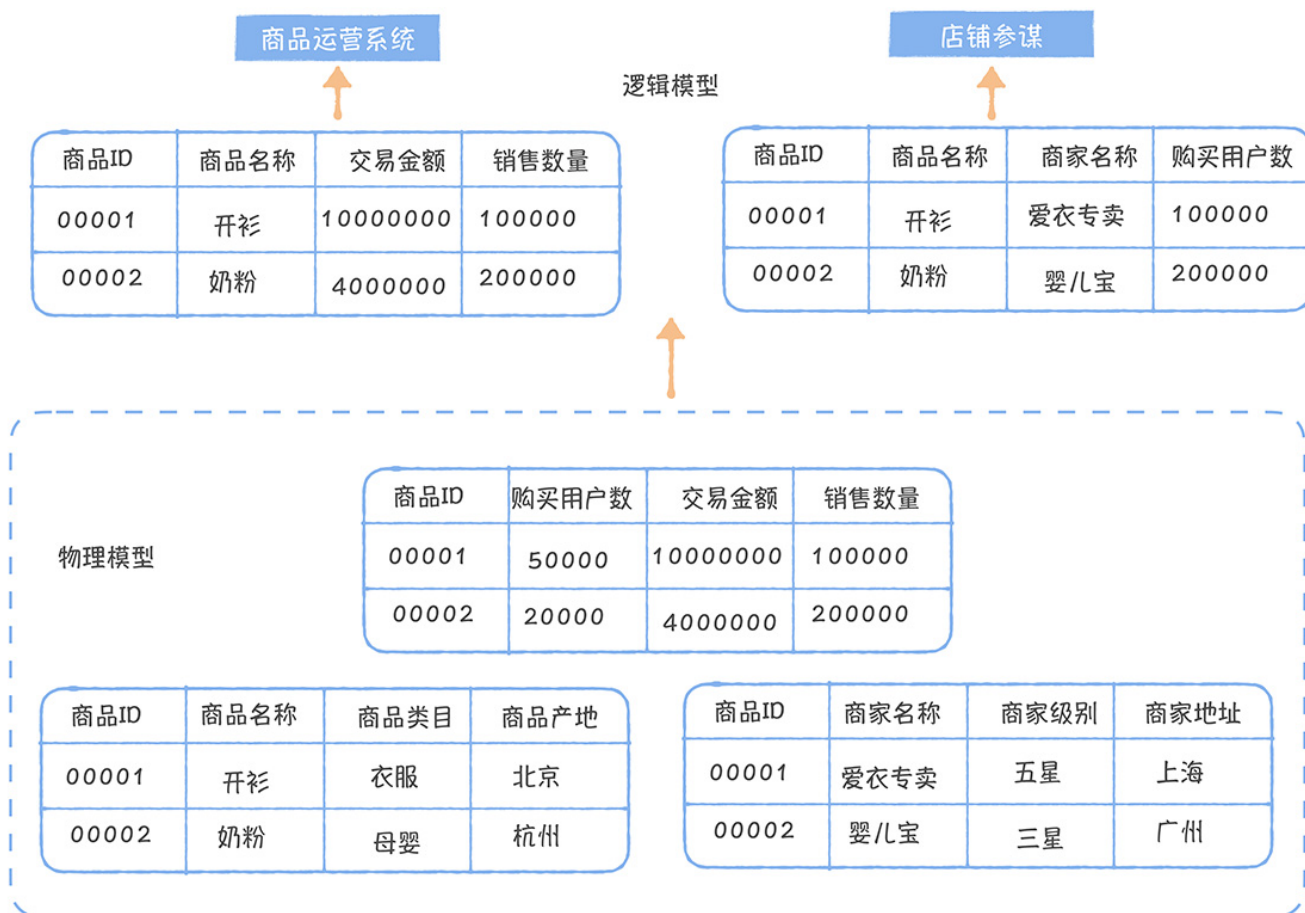 商品运营系统 店铺参谋
逻辑模型
商品ID 商品名称 交易金额 销售数量
00001 开衫 10000000 100000
00002 奶粉 4000000 200000
商品ID 商品名称 商家名称 购买用户数
00001 开衫 爱衣专卖 100000
00002 奶粉 婴儿宝 200000
物理模型
商品ID 购买用户数 交易金额 销售数量
00001 50000 10000000 100000
00002 20000 4000000 200000
商品ID 商品名称 商品类目 商品产地
00001 开衫 衣服 北京
00002 奶粉 母婴 杭州
商品ID 商家名称 商家级别 商家地址
00001 爱衣专卖 五星 上海
00002 婴儿宝 三星 广州